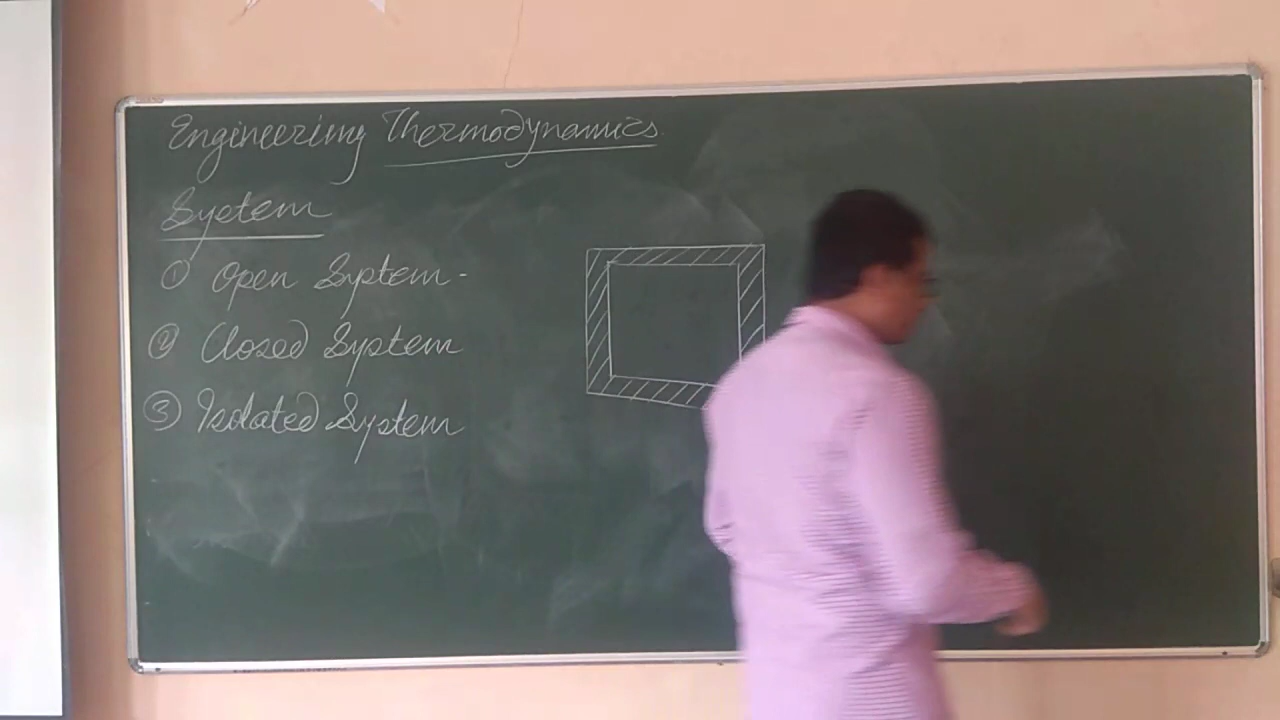 Engineering Thermodynamics
System
① Open System -
② Closed System
③ Isolated System